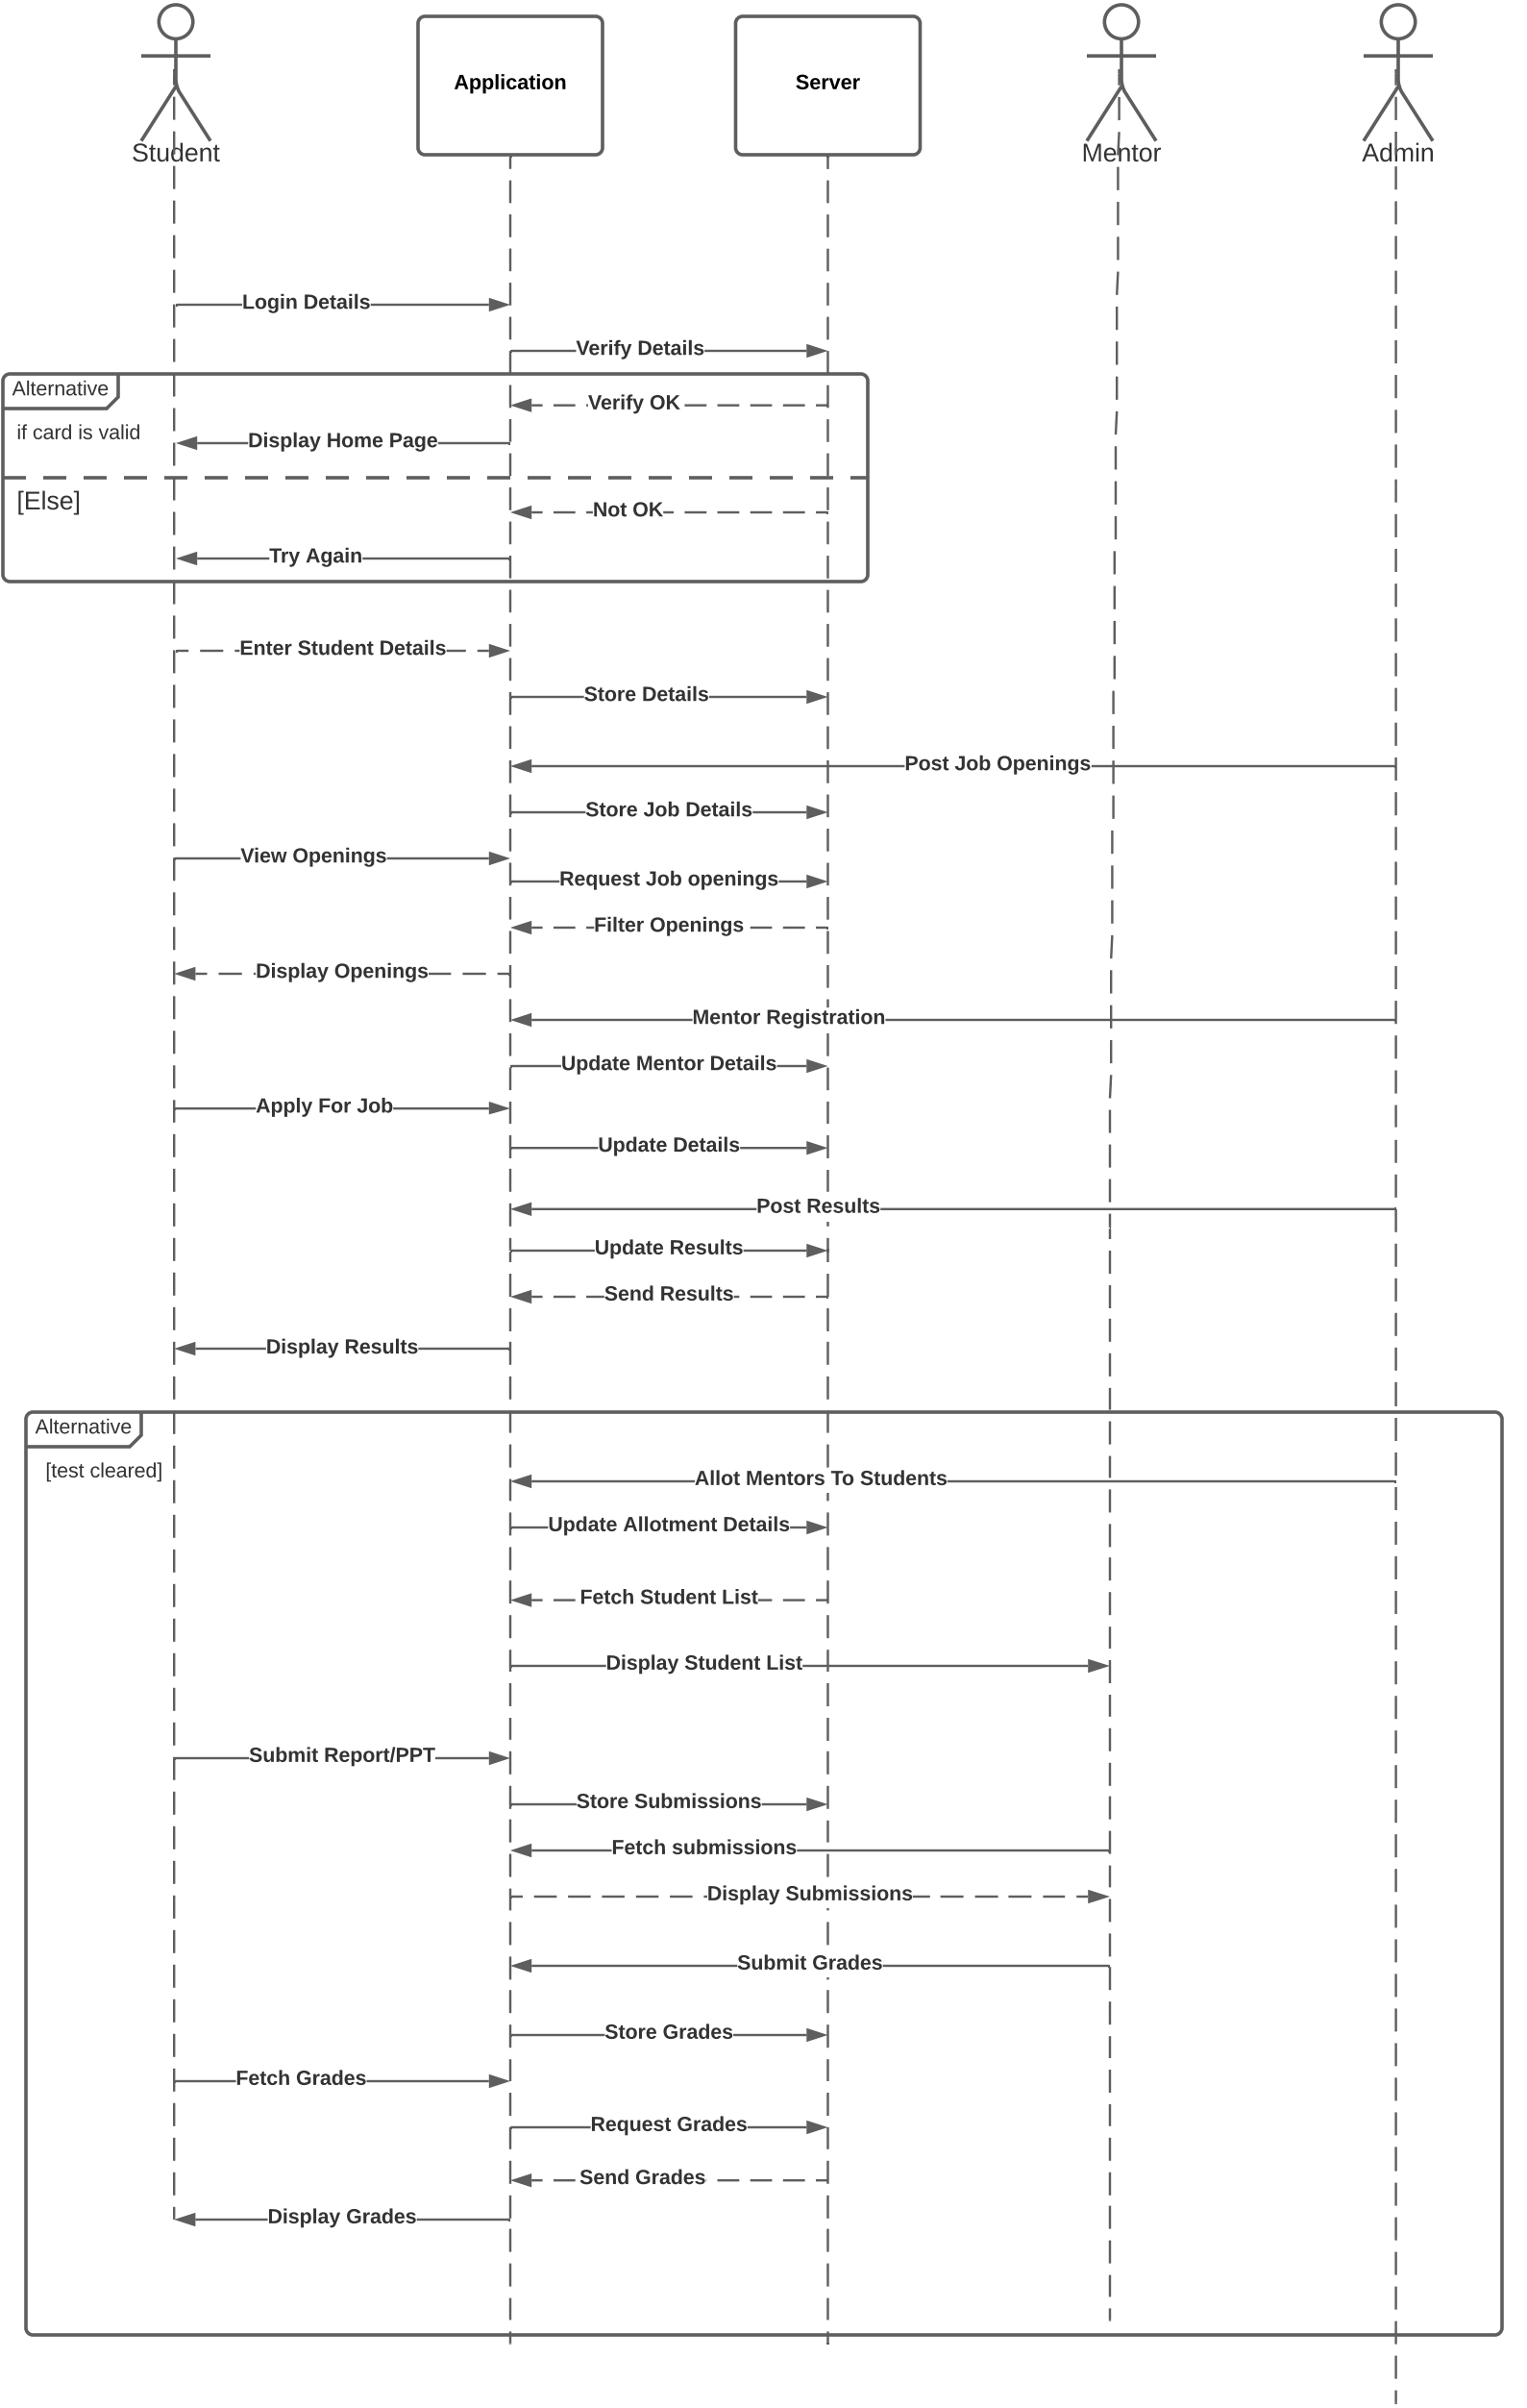 Application
Server
Student
Mentor
Admin
Login Details
Verify Details
Alternative
Verify OK
if card is valid
Display Home Page
[Else]
Not OK
Try Again
Enter Student Details
Store Details
Post Job Openings
Store Job Details
View Openings
Request Job openings
Filter Openings
Display Openings
Mentor Registration
Update Mentor Details
Apply For Job
Update Details
Post Results
Update Results
Send Results
Display Results
Alternative
[test cleared]
Allot Mentors To Students
Update Allotment Details
Fetch Student List
Display Student List
Submit Report/PPT
Store Submissions
Fetch submissions
Display Submissions
Submit Grades
Store Grades
Fetch Grades
Request Grades
Send Grades
Display Grades